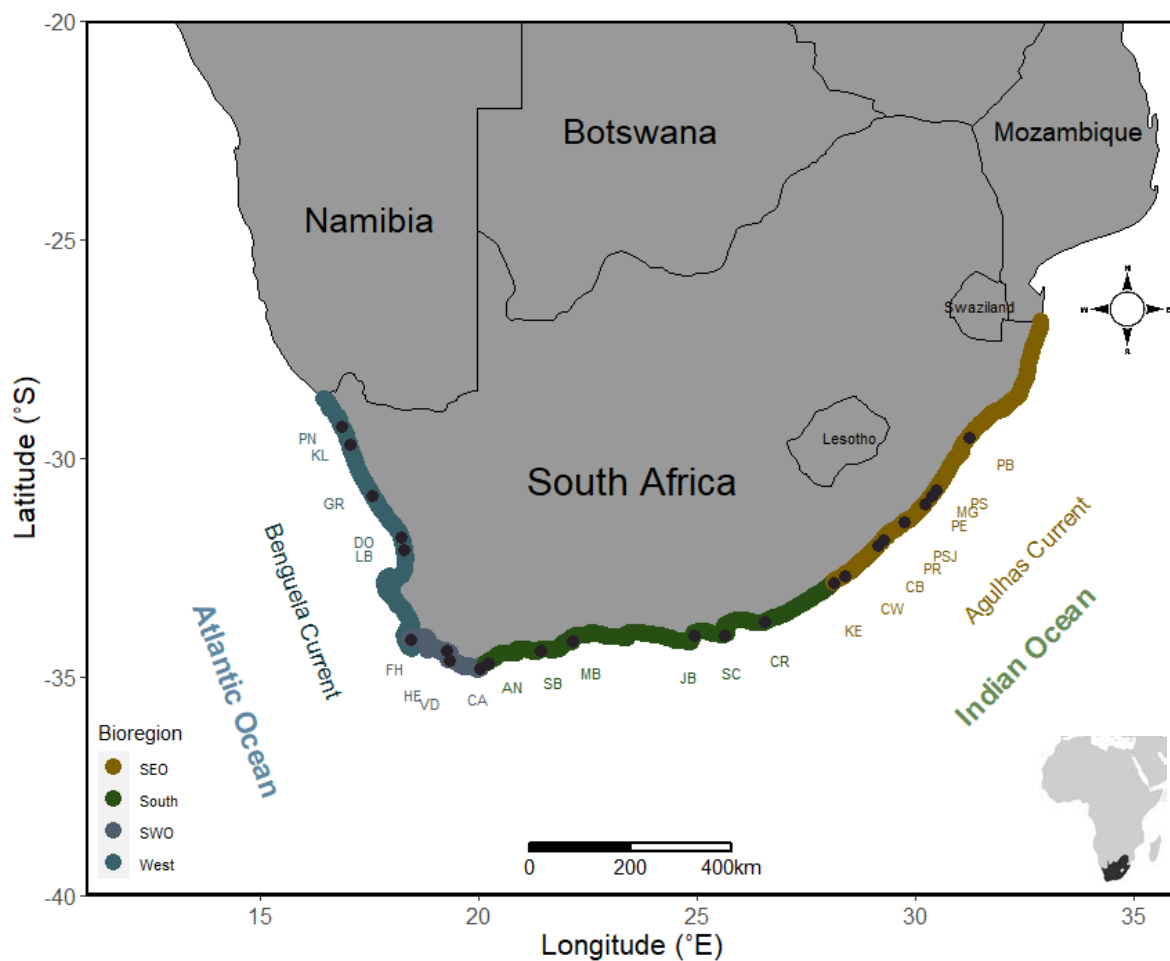 -20
-25
-30
-35
-40
Latitude (°S)
15
20
25
30
35
Longitude (°E)
Botswana
Mozambique
Namibia
Swaziland
N
W
E
Lesotho
South Africa
PN
KL
GR
DO
LB
FH
HE
VD
CA
AN
SB
MB
JB
SC
CR
KE
CW
CB
PR
PSJ
PE
MG
PS
PB
Benguela Current
Atlantic Ocean
Agulhas Current
Indian Ocean
Bioregion
SEO
South
SWO
West
0 200 400km